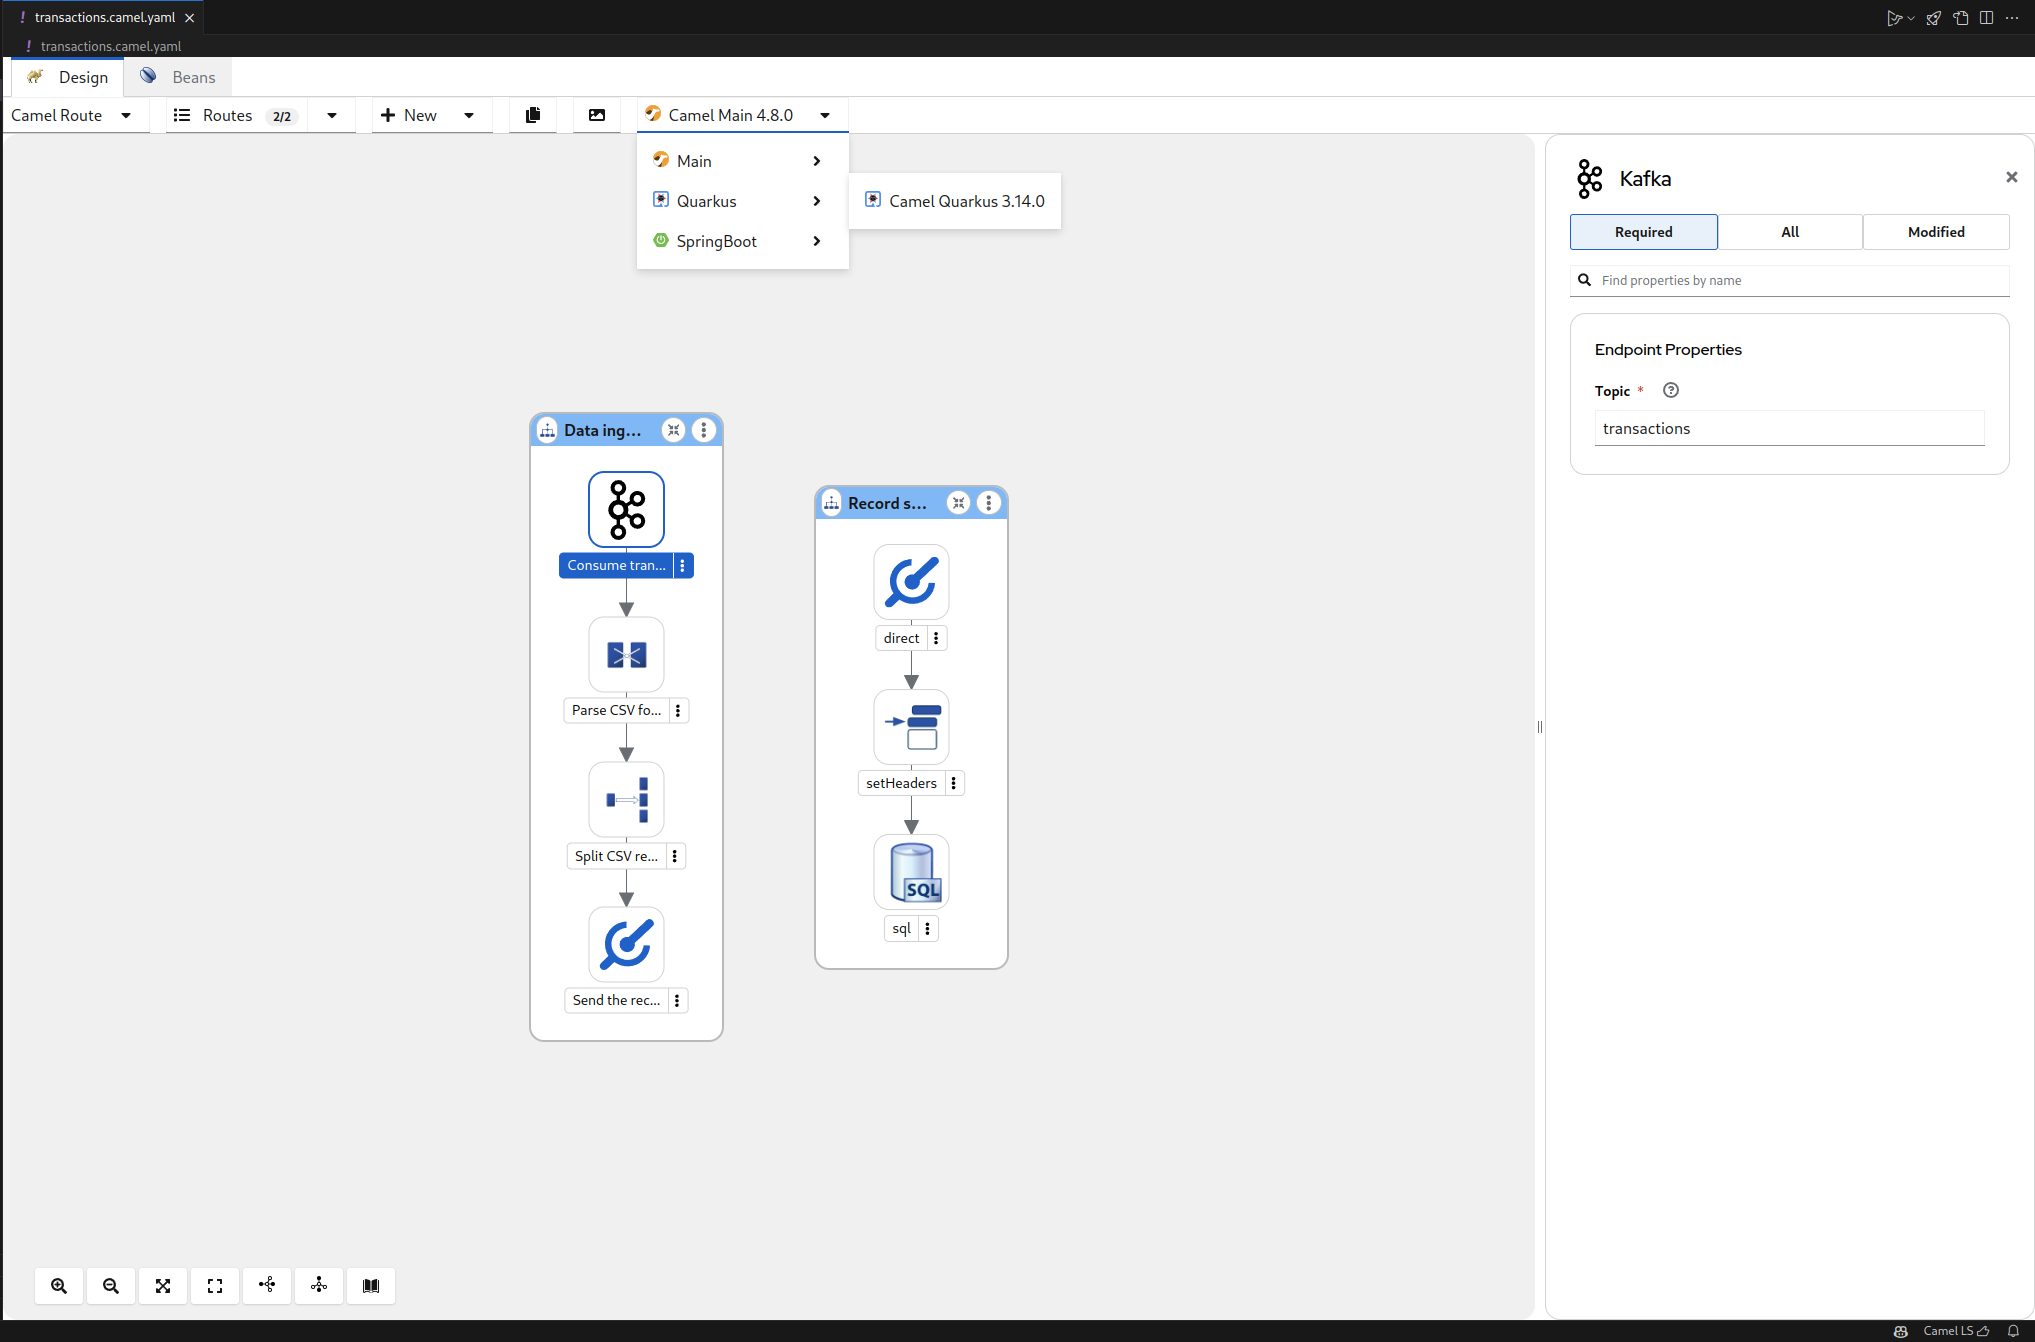 transactions.camel.yaml
transactions.camel.yaml
Design
Beans
Camel Route
Routes 2/2
New
Camel Main 4.8.0
Main
Quarkus
SpringBoot
Camel Quarkus 3.14.0
Data ing...
Consume tran...
Parse CSV fo...
Split CSV re...
Send the rec...
Record s...
direct
setHeaders
SQL
sql
Kafka
Required
All
Modified
Find properties by name
Endpoint Properties
Topic *
transactions
Camel LS